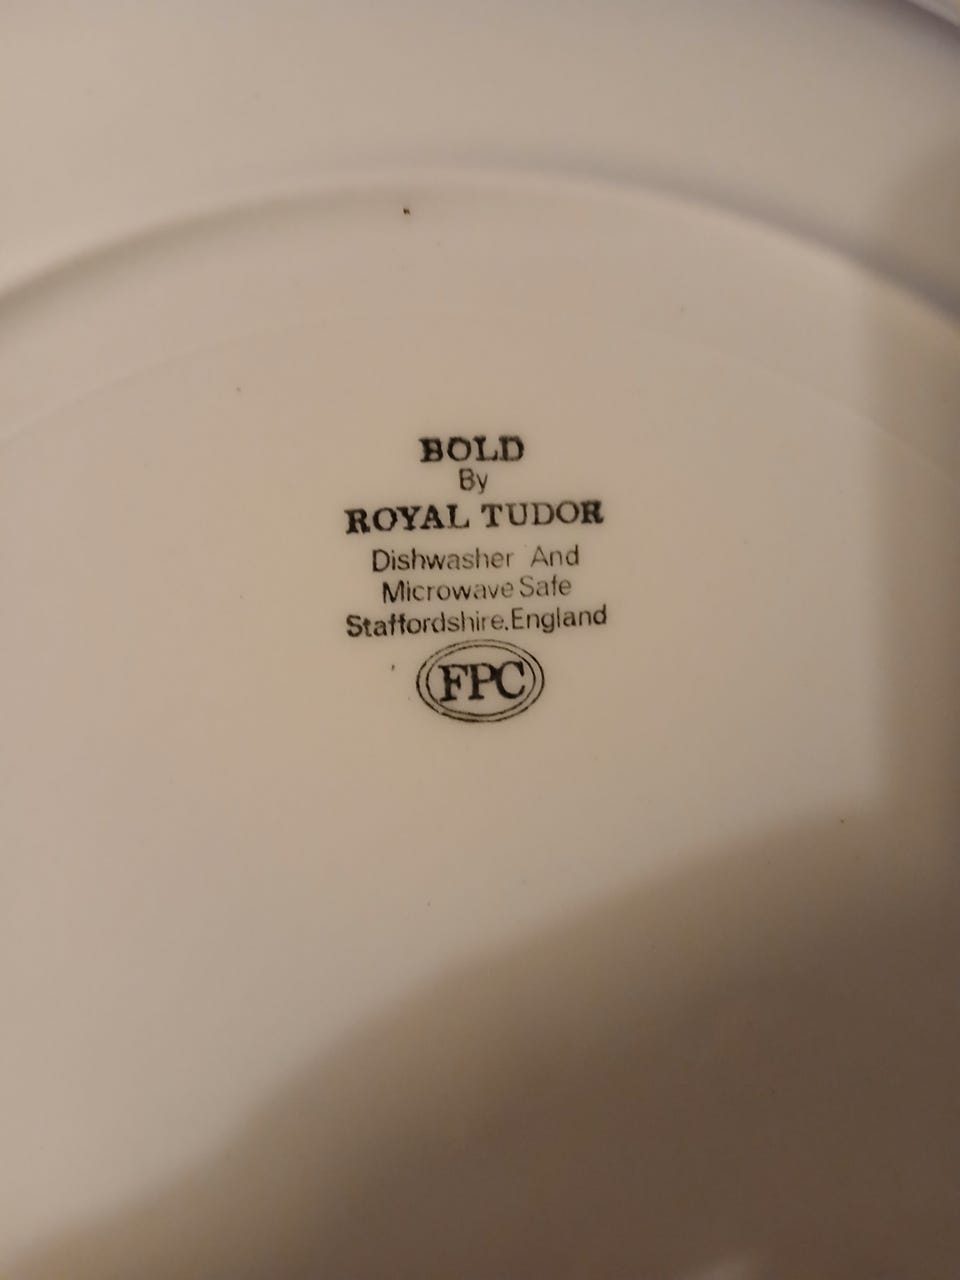 BOLD
By
ROYAL TUDOR
Dishwasher And
Microwave Safe
Staffordshire.England
FPC